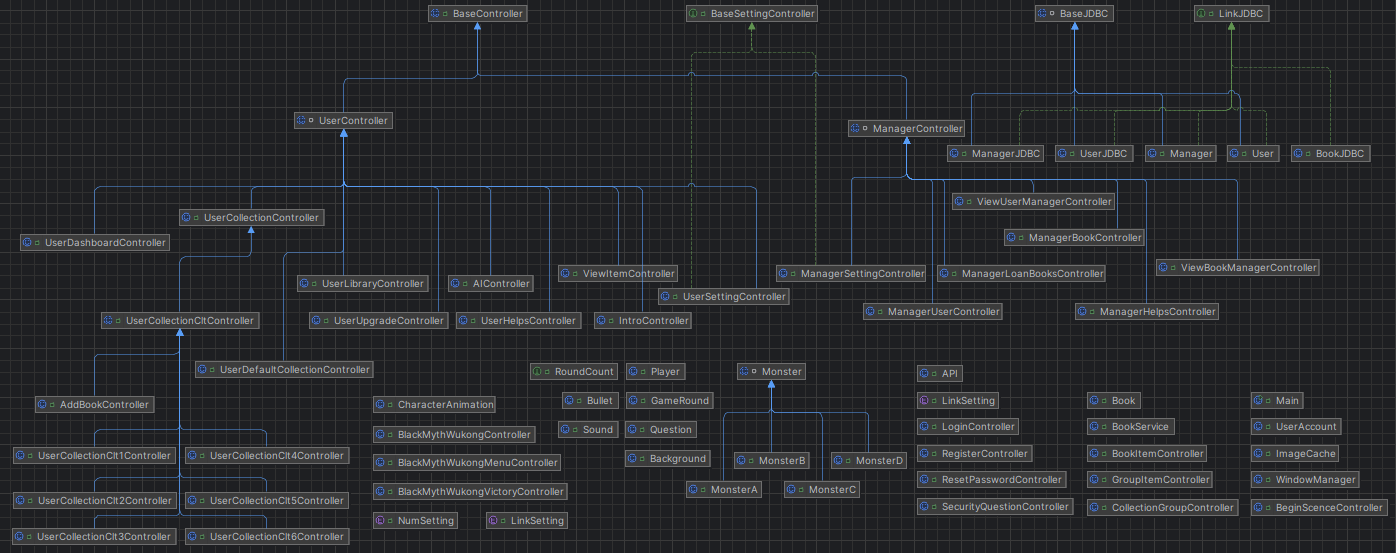 BaseController
BaseSettingController
BaseJDBC
LinkJDBC
UserController
ManagerController
ManagerJDBC
UserJDBC
Manager
User
BookJDBC
ViewUserManagerController
UserCollectionController
UserDashboardController
ManagerBookController
ViewItemController
ManagerSettingController
ManagerLoanBooksController
ViewBookManagerController
UserLibraryController
AIController
UserSettingController
ManagerUserController
ManagerHelpsController
UserCollectionCltController
UserUpgradeController
UserHelpsController
IntroController
UserDefaultCollectionController
RoundCount
Player
Monster
API
AddBookController
CharacterAnimation
Bullet
GameRound
LinkSetting
Book
Main
BlackMythWukongController
Sound
Question
LoginController
BookService
UserAccount
UserCollectionClt1Controller
UserCollectionClt4Controller
BlackMythWukongMenuController
Background
MonsterB
MonsterD
RegisterController
BookItemController
ImageCache
UserCollectionClt2Controller
UserCollectionClt5Controller
BlackMythWukongVictoryController
MonsterA
MonsterC
ResetPasswordController
GroupItemController
WindowManager
NumSetting
LinkSetting
SecurityQuestionController
CollectionGroupController
BeginScenceController
UserCollectionClt3Controller
UserCollectionClt6Controller